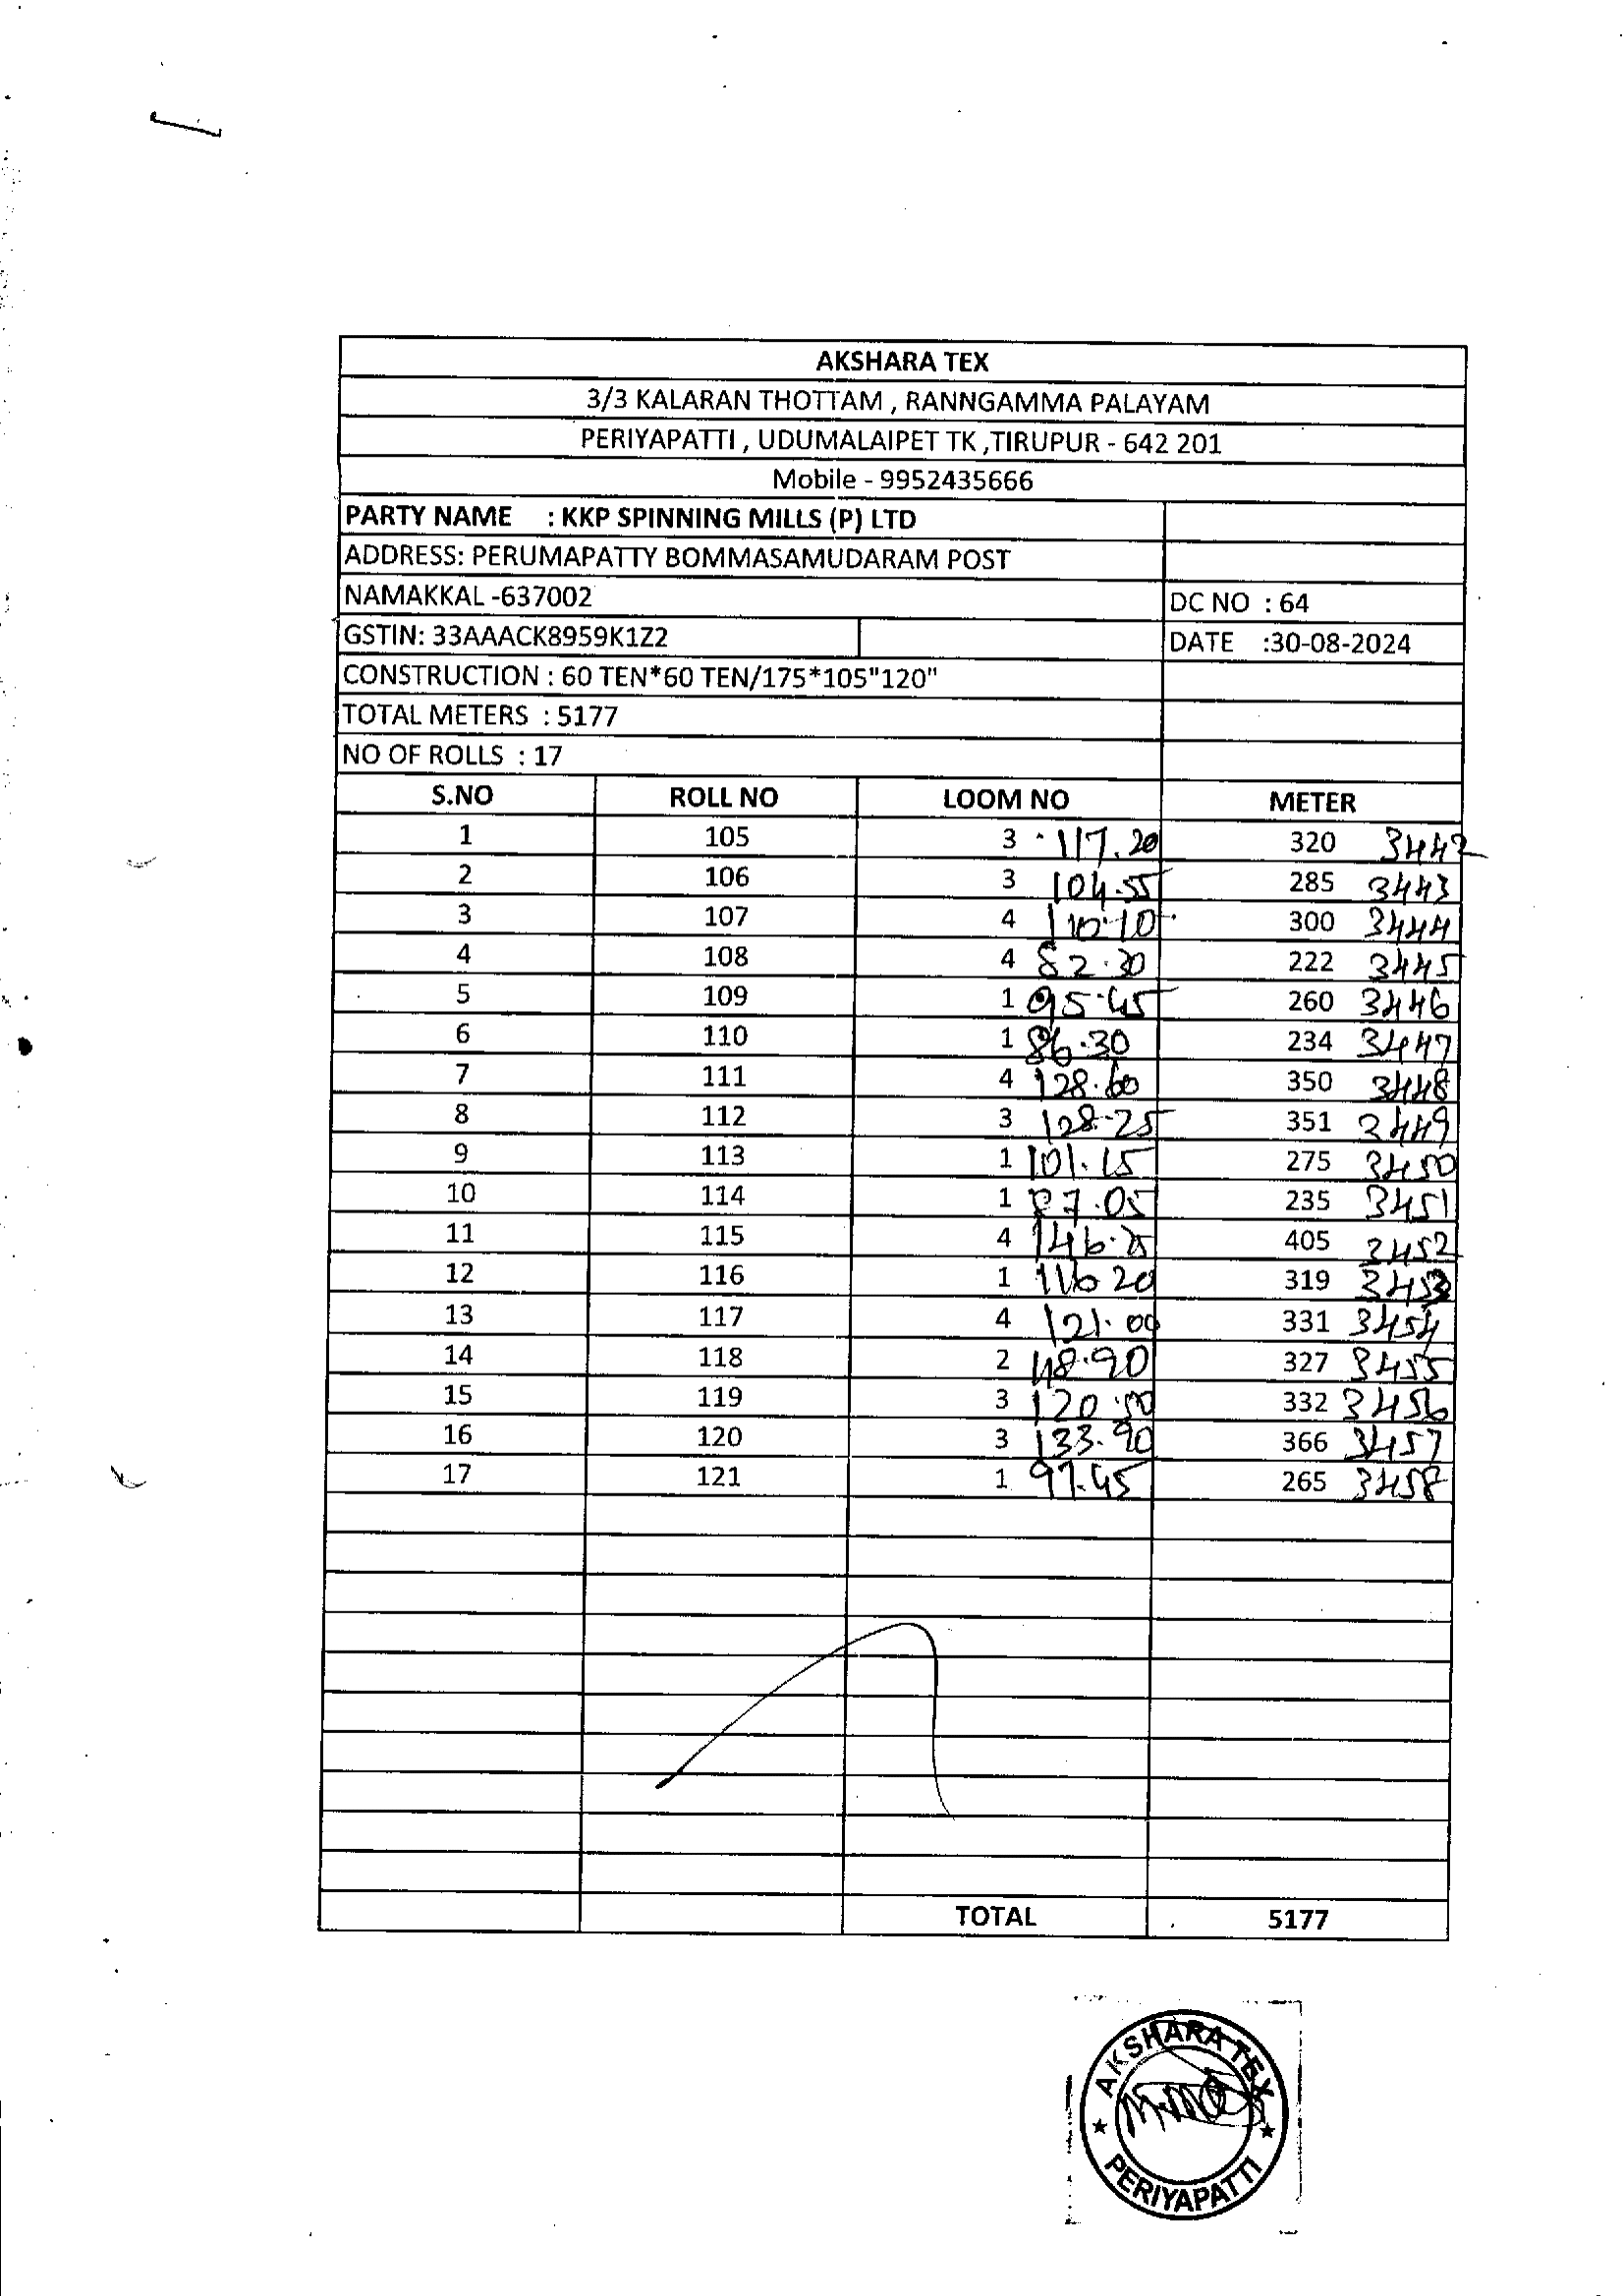 AKSHARA TEX
3/3 KALARAN THOTTAM , RANNGAMMA PALAYAM
PERIYAPATTI , UDUMALAIPET TK ,TIRUPUR - 642 201
Mobile - 9952435666
PARTY NAME : KKP SPINNING MILLS (P) LTD
ADDRESS: PERUMAPATTY BOMMASAMUDARAM POST
NAMAKKAL -637002 DC NO : 64
GSTIN: 33AAACK8959K1Z2 DATE :30-08-2024
CONSTRUCTION : 60 TEN*60 TEN/175*105"120"
TOTAL METERS : 5177
NO OF ROLLS : 17
S.NO ROLL NO LOOM NO METER
1 105 3 117.20 320 3442
2 106 3 104.55 285 3443
3 107 4 110.10 300 3444
4 108 4 82.30 222 3445
5 109 1 95.45 260 3446
6 110 1 86.30 234 3447
7 111 4 128.60 350 3448
8 112 3 128.25 351 3449
9 113 1 101.15 275 3450
10 114 1 87.05 235 3451
11 115 4 405 3452
12 116 1 116.20 319 3453
13 117 4 121.00 331 3454
14 118 2 118.90 327 3455
15 119 3 120.50 332 3456
16 120 3 133.90 366 3457
17 121 1 97.45 265 3458
TOTAL 5177
AKSHARA TEX
PERIYAPATTI